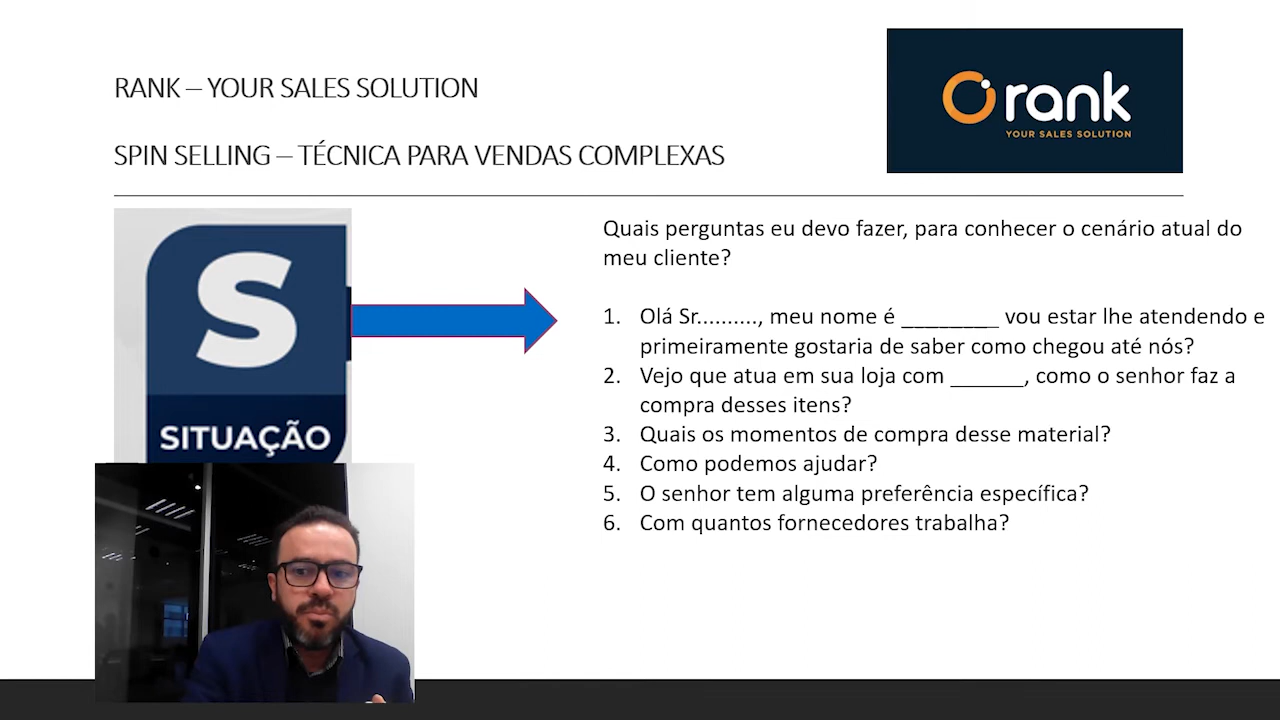 RANK – YOUR SALES SOLUTION
SPIN SELLING – TÉCNICA PARA VENDAS COMPLEXAS
rank
YOUR SALES SOLUTION
S
SITUAÇÃO
Quais perguntas eu devo fazer, para conhecer o cenário atual do
meu cliente?
1. Olá Sr.........., meu nome é ________ vou estar lhe atendendo e
primeiramente gostaria de saber como chegou até nós?
2. Vejo que atua em sua loja com ______, como o senhor faz a
compra desses itens?
3. Quais os momentos de compra desse material?
4. Como podemos ajudar?
5. O senhor tem alguma preferência específica?
6. Com quantos fornecedores trabalha?